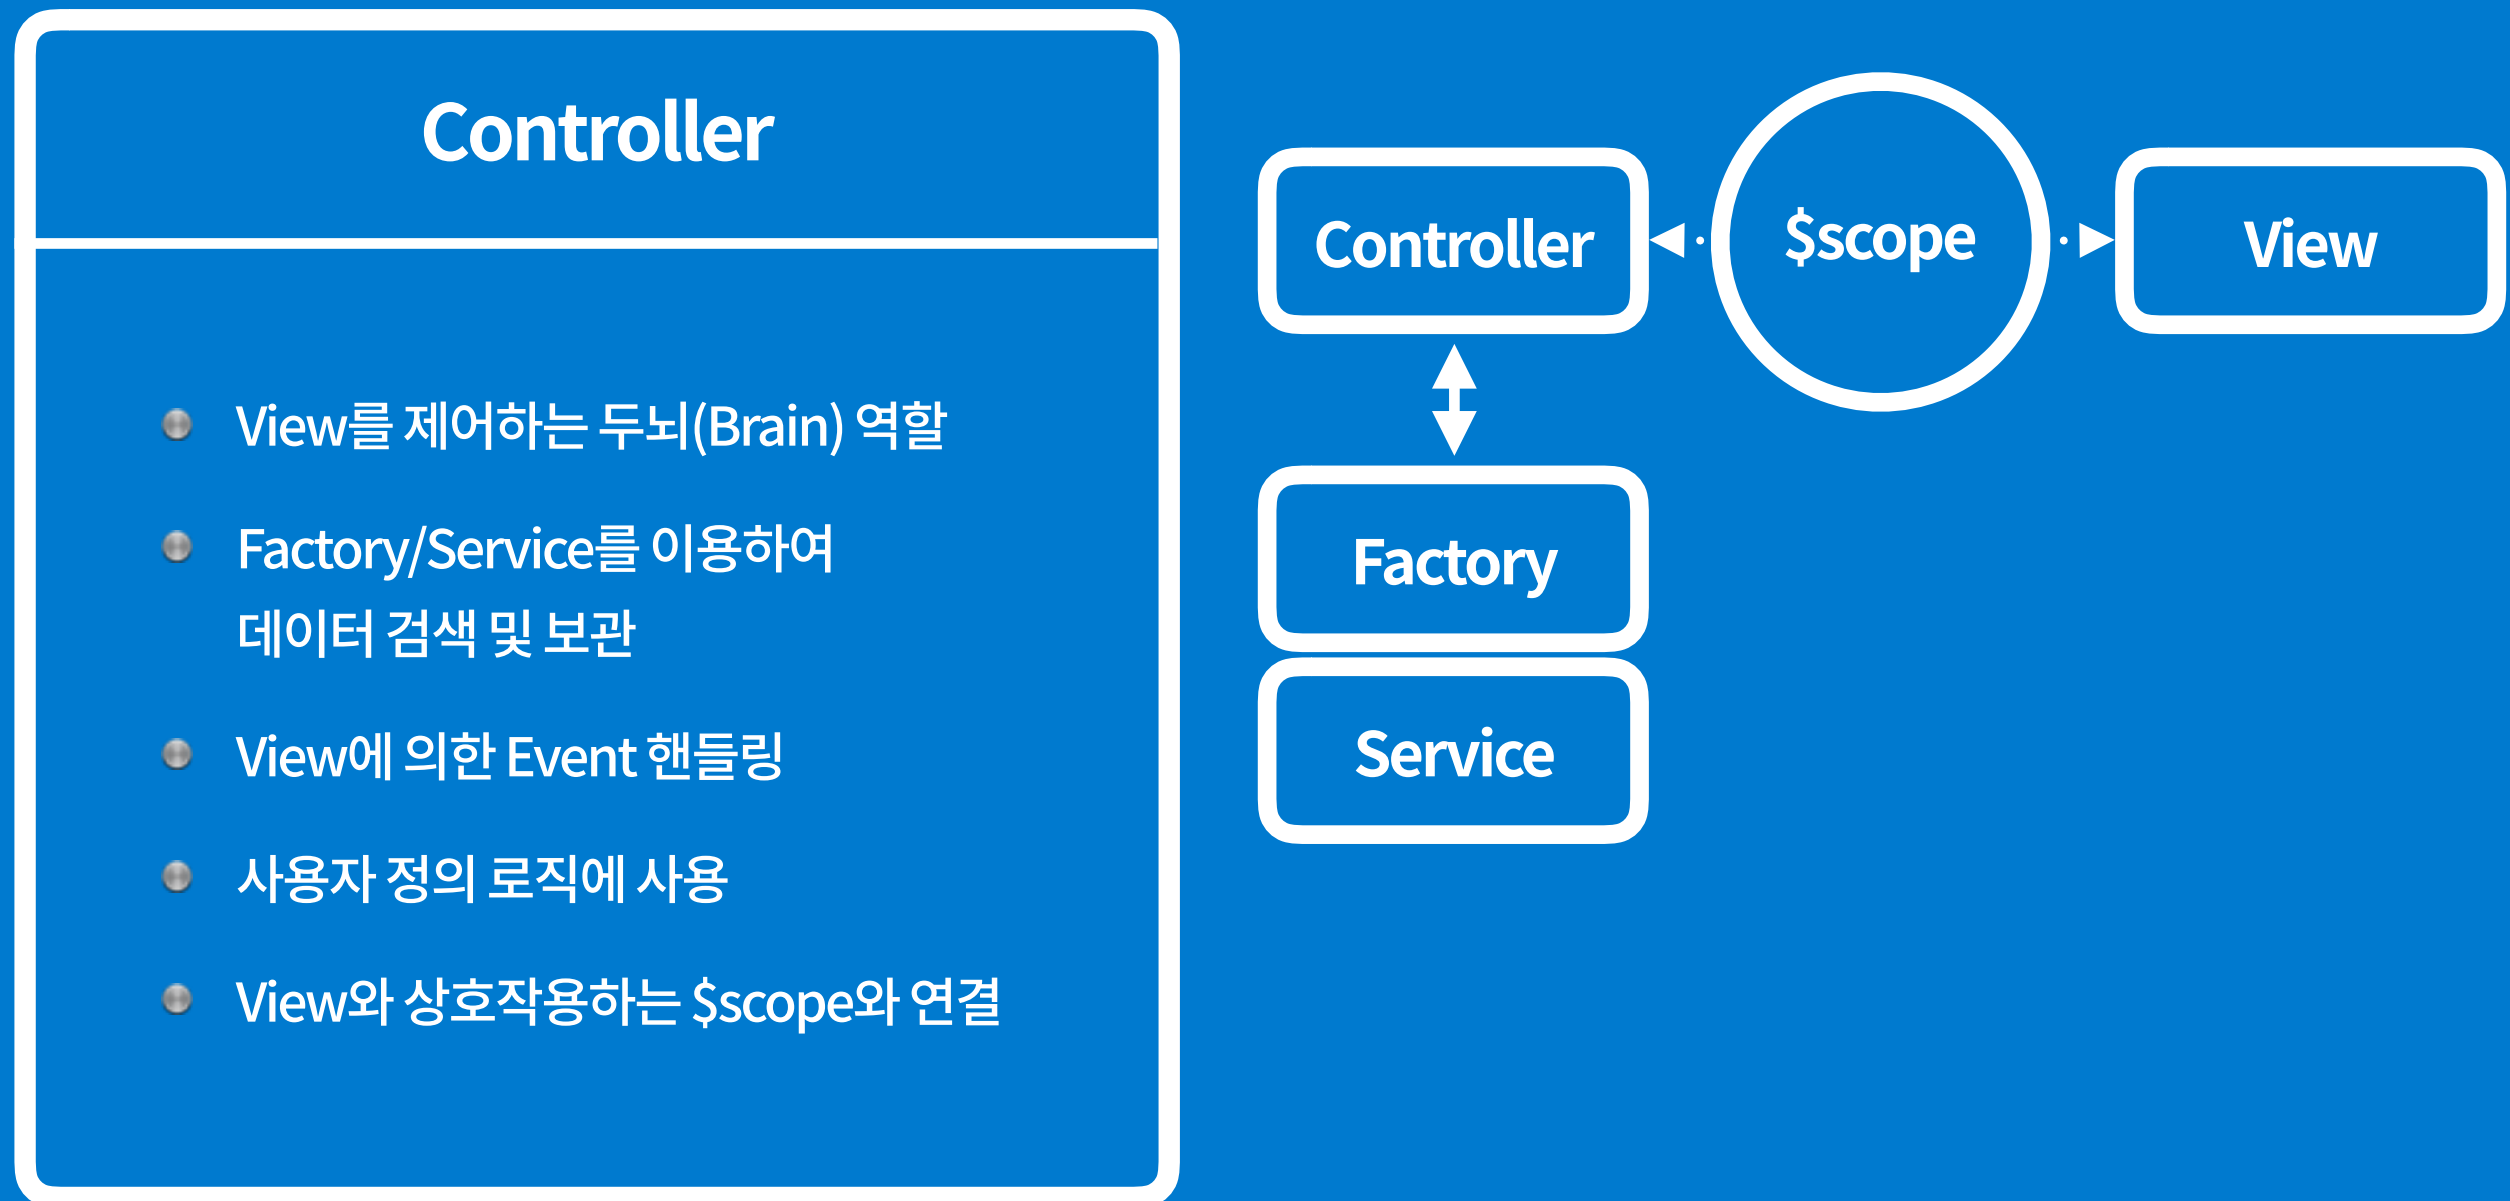 Controller
View를 제어하는 두뇌(Brain) 역할
Factory/Service를 이용하여
데이터 검색 및 보관
View에 의한 Event 핸들링
사용자 정의 로직에 사용
View와 상호작용하는 $scope와 연결
Controller
$scope
View
Factory
Service